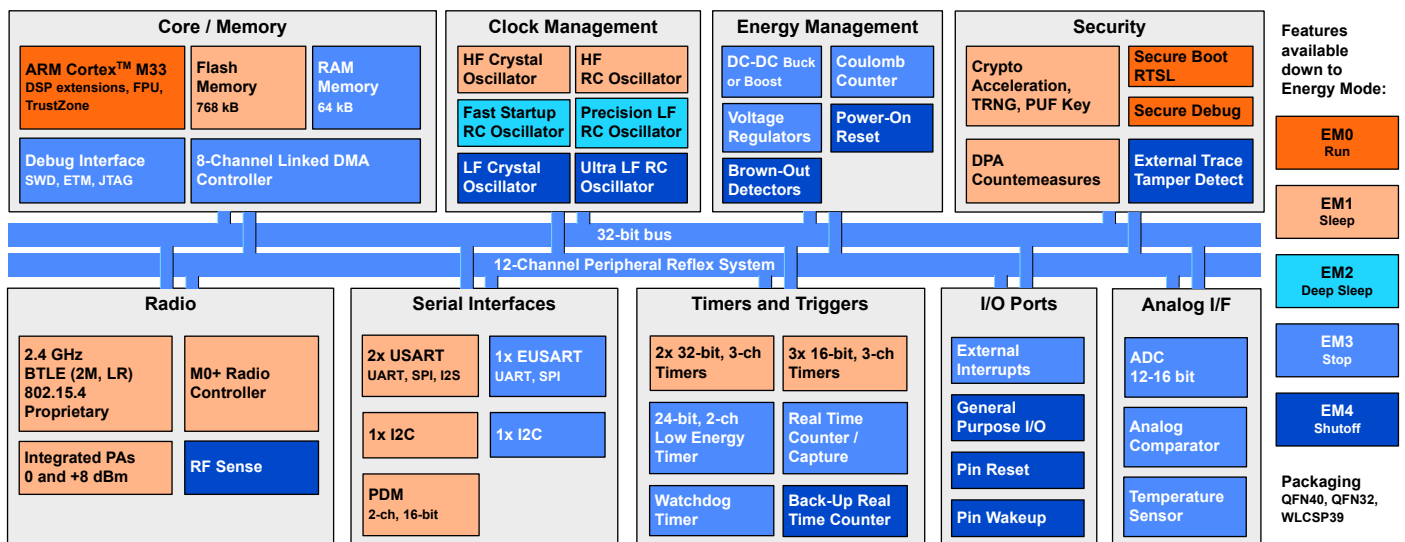 Core / Memory
ARM Cortex™ M33
DSP extensions, FPU,
TrustZone
Flash
Memory
768 kB
RAM
Memory
64 kB
Debug Interface
SWD, ETM, JTAG
8-Channel Linked DMA
Controller
Clock Management
HF Crystal
Oscillator
HF
RC Oscillator
Fast Startup
RC Oscillator
Precision LF
RC Oscillator
LF Crystal
Oscillator
Ultra LF RC
Oscillator
Energy Management
DC-DC Buck
or Boost
Coulomb
Counter
Voltage
Regulators
Power-On
Reset
Brown-Out
Detectors
Security
Crypto
Acceleration,
TRNG, PUF Key
Secure Boot
RTSL
Secure Debug
DPA
Countemeasures
External Trace
Tamper Detect
32-bit bus
12-Channel Peripheral Reflex System
Radio
2.4 GHz
BTLE (2M, LR)
802.15.4
Proprietary
M0+ Radio
Controller
Integrated PAs
0 and +8 dBm
RF Sense
Serial Interfaces
2x USART
UART, SPI, I2S
1x EUSART
UART, SPI
1x I2C
1x I2C
PDM
2-ch, 16-bit
Timers and Triggers
2x 32-bit, 3-ch
Timers
3x 16-bit, 3-ch
Timers
24-bit, 2-ch
Low Energy
Timer
Real Time
Counter /
Capture
Watchdog
Timer
Back-Up Real
Time Counter
I/O Ports
External
Interrupts
General
Purpose I/O
Pin Reset
Pin Wakeup
Analog I/F
ADC
12-16 bit
Analog
Comparator
Temperature
Sensor
Features
available
down to
Energy Mode:
EM0
Run
EM1
Sleep
EM2
Deep Sleep
EM3
Stop
EM4
Shutoff
Packaging
QFN40, QFN32,
WLCSP39